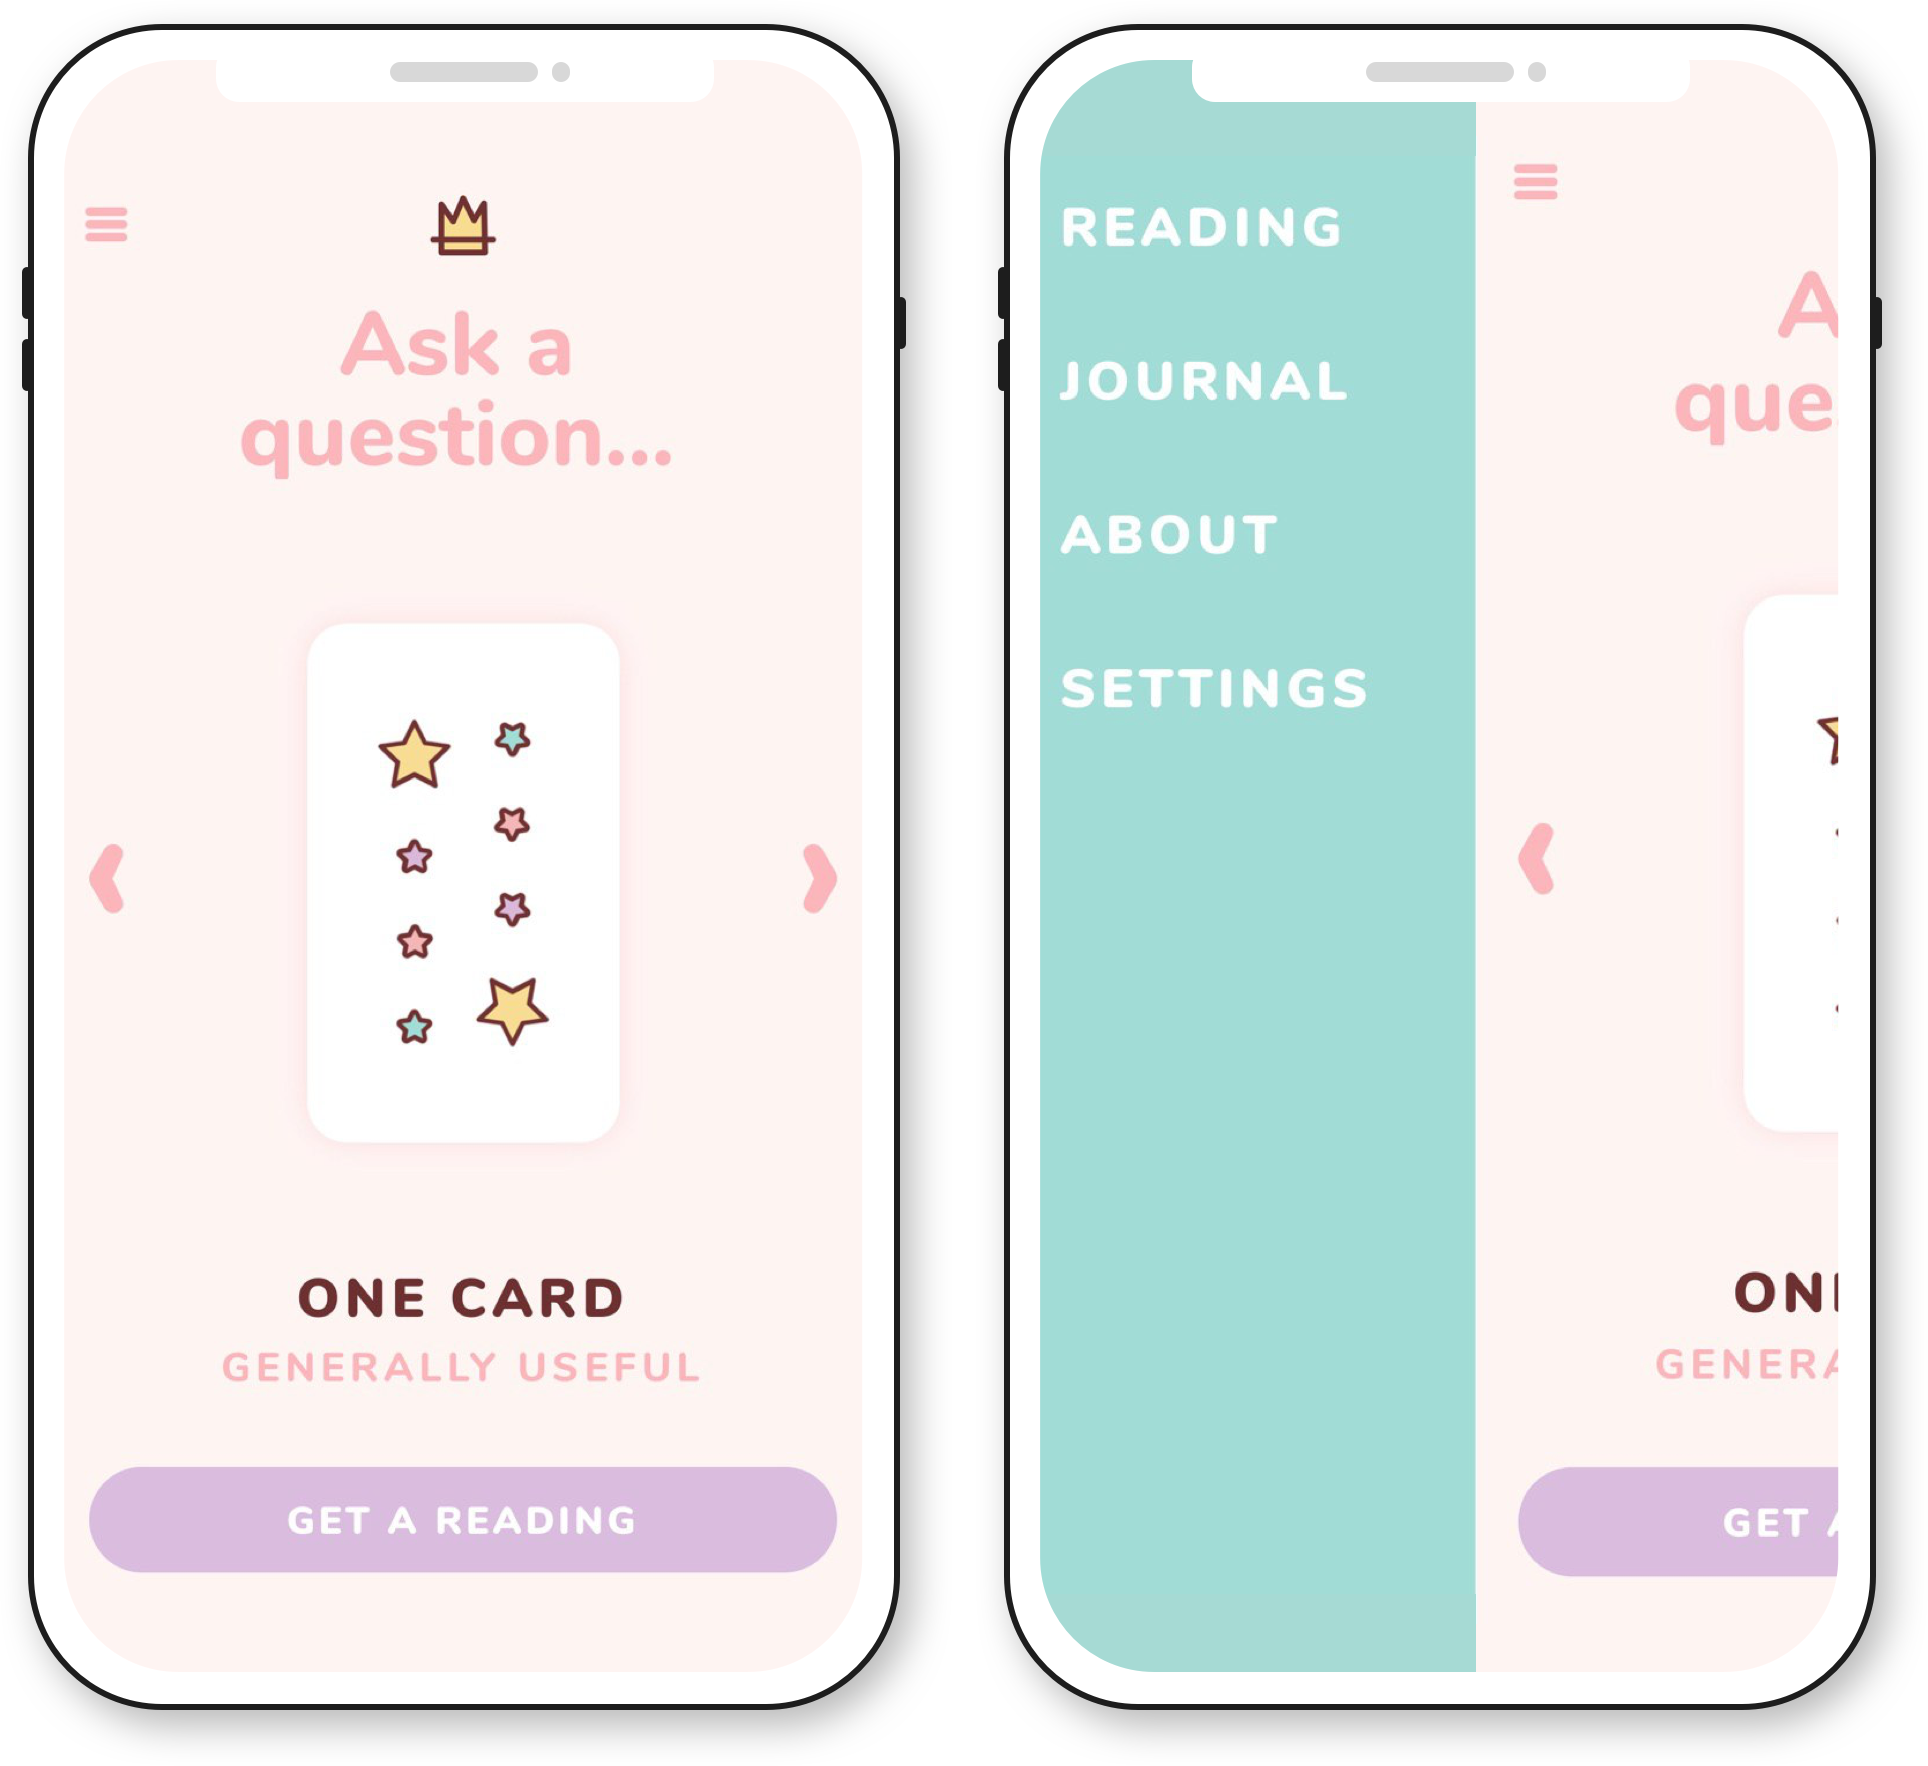 Ask a
question...
ONE CARD
GENERALLY USEFUL
GET A READING
READING
JOURNAL
ABOUT
SETTINGS
A
que
ON
GENERA
GET A